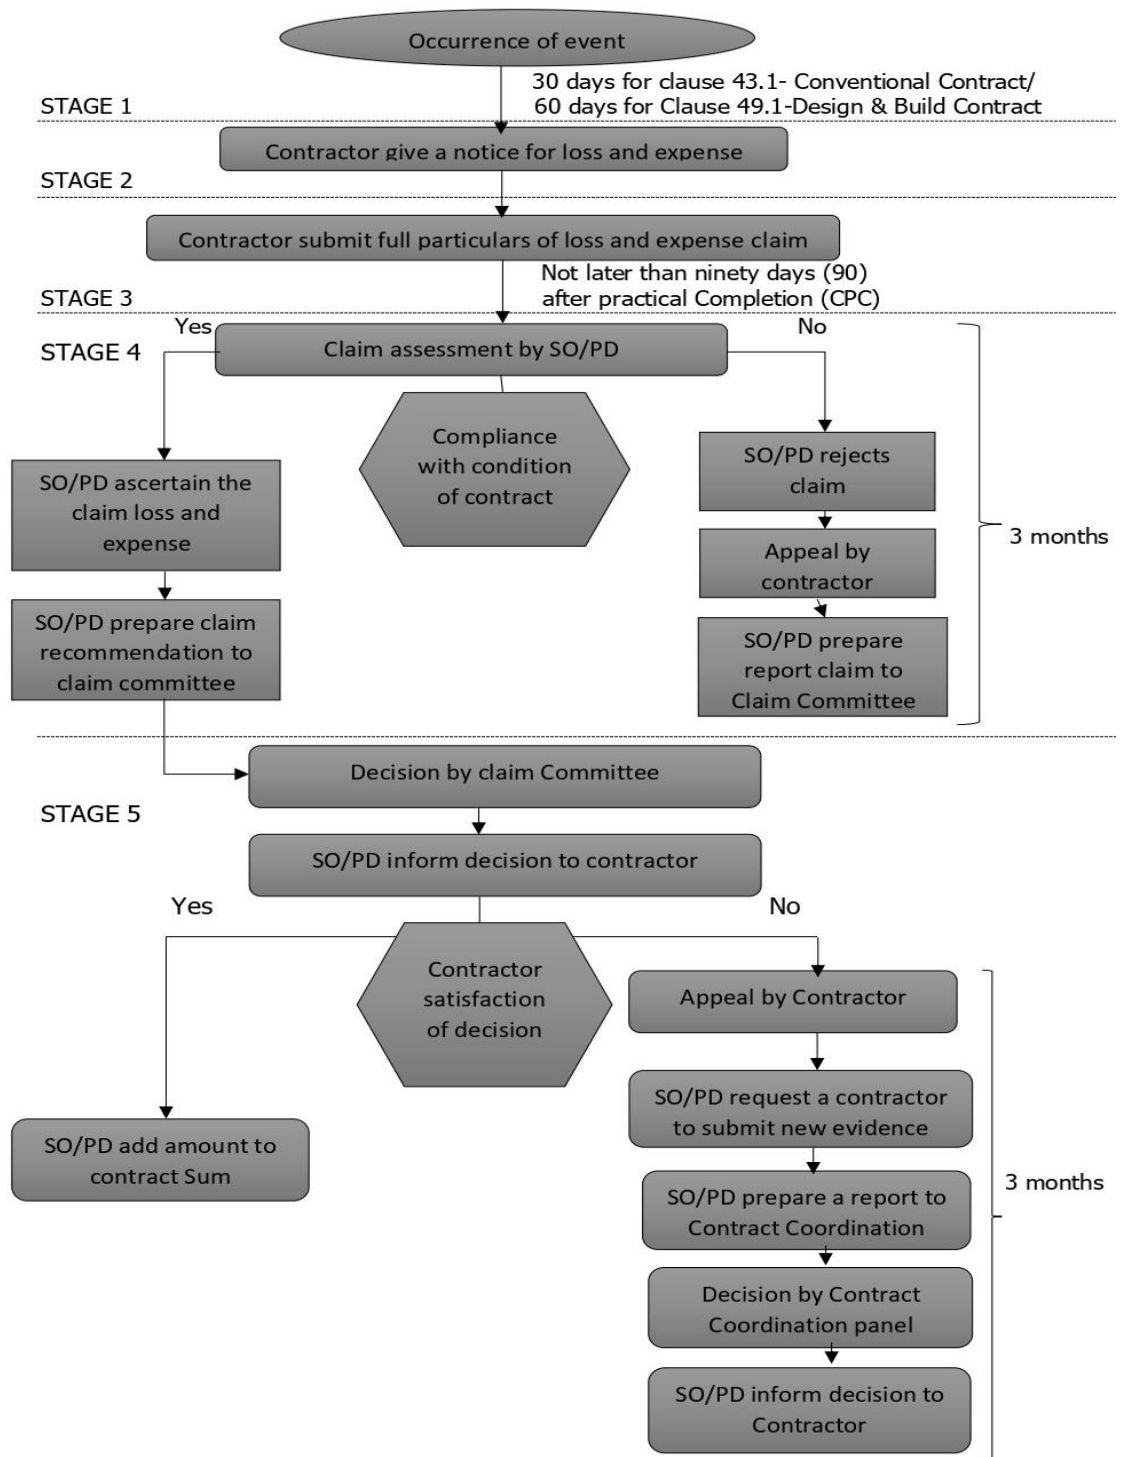 Occurrence of event
30 days for clause 43.1- Conventional Contract/
60 days for Clause 49.1-Design & Build Contract
STAGE 1
Contractor give a notice for loss and expense
STAGE 2
Contractor submit full particulars of loss and expense claim
Not later than ninety days (90)
after practical Completion (CPC)
STAGE 3
Yes
No
STAGE 4
Claim assessment by SO/PD
Compliance
with condition
of contract
SO/PD ascertain the
claim loss and
expense
SO/PD prepare claim
recommendation to
claim committee
SO/PD rejects
claim
Appeal by
contractor
SO/PD prepare
report claim to
Claim Committee
3 months
Decision by claim Committee
STAGE 5
SO/PD inform decision to contractor
Yes
No
Contractor
satisfaction
of decision
SO/PD add amount to
contract Sum
Appeal by Contractor
SO/PD request a contractor
to submit new evidence
SO/PD prepare a report to
Contract Coordination
Decision by Contract
Coordination panel
SO/PD inform decision to
Contractor
3 months